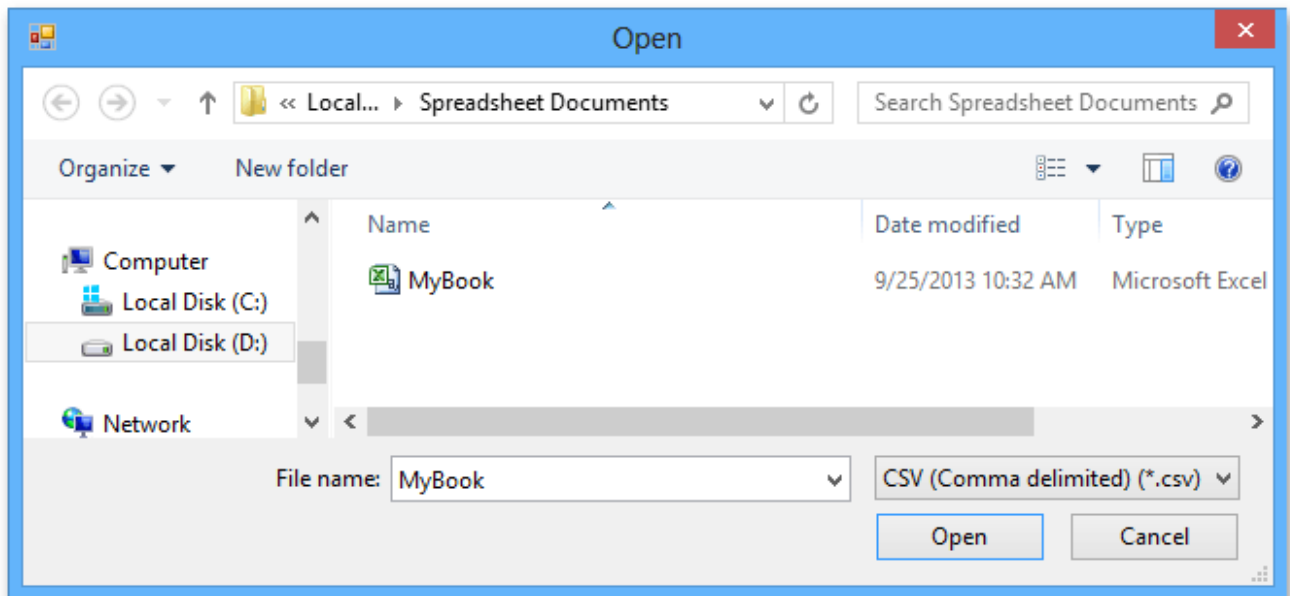 Open
« Local... ▸ Spreadsheet Documents
Search Spreadsheet Documents
Organize
New folder
Name
Date modified
Type
Computer
Local Disk (C:)
Local Disk (D:)
Network
MyBook
9/25/2013 10:32 AM
Microsoft Excel
File name:
MyBook
CSV (Comma delimited) (*.csv)
Open
Cancel